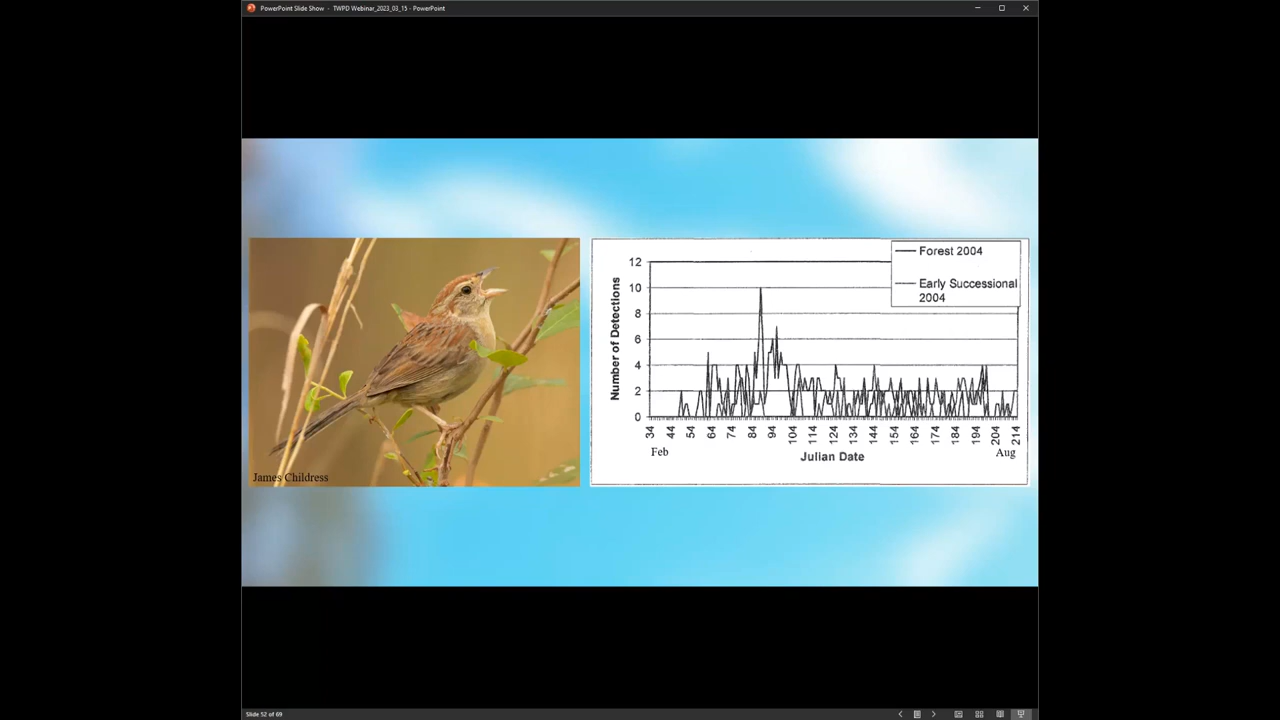 PowerPoint Slide Show - TWPD Webinar_2023_03_15 - PowerPoint
James Childress
Forest 2004
Early Successional
2004
Number of Detections
12
10
8
6
4
2
0
34 44 54 64 74 84 94 104 114 124 134 144 154 164 174 184 194 204 214
Feb
Aug
Julian Date
Slide 52 of 69